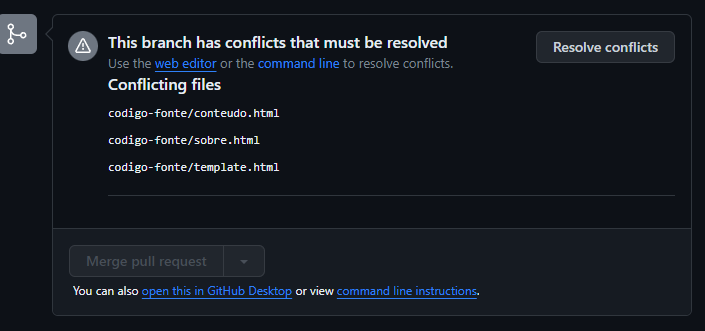 This branch has conflicts that must be resolved
Resolve conflicts
Use the web editor or the command line to resolve conflicts.
Conflicting files
codigo-fonte/conteudo.html
codigo-fonte/sobre.html
codigo-fonte/template.html
Merge pull request
You can also open this in GitHub Desktop or view command line instructions.